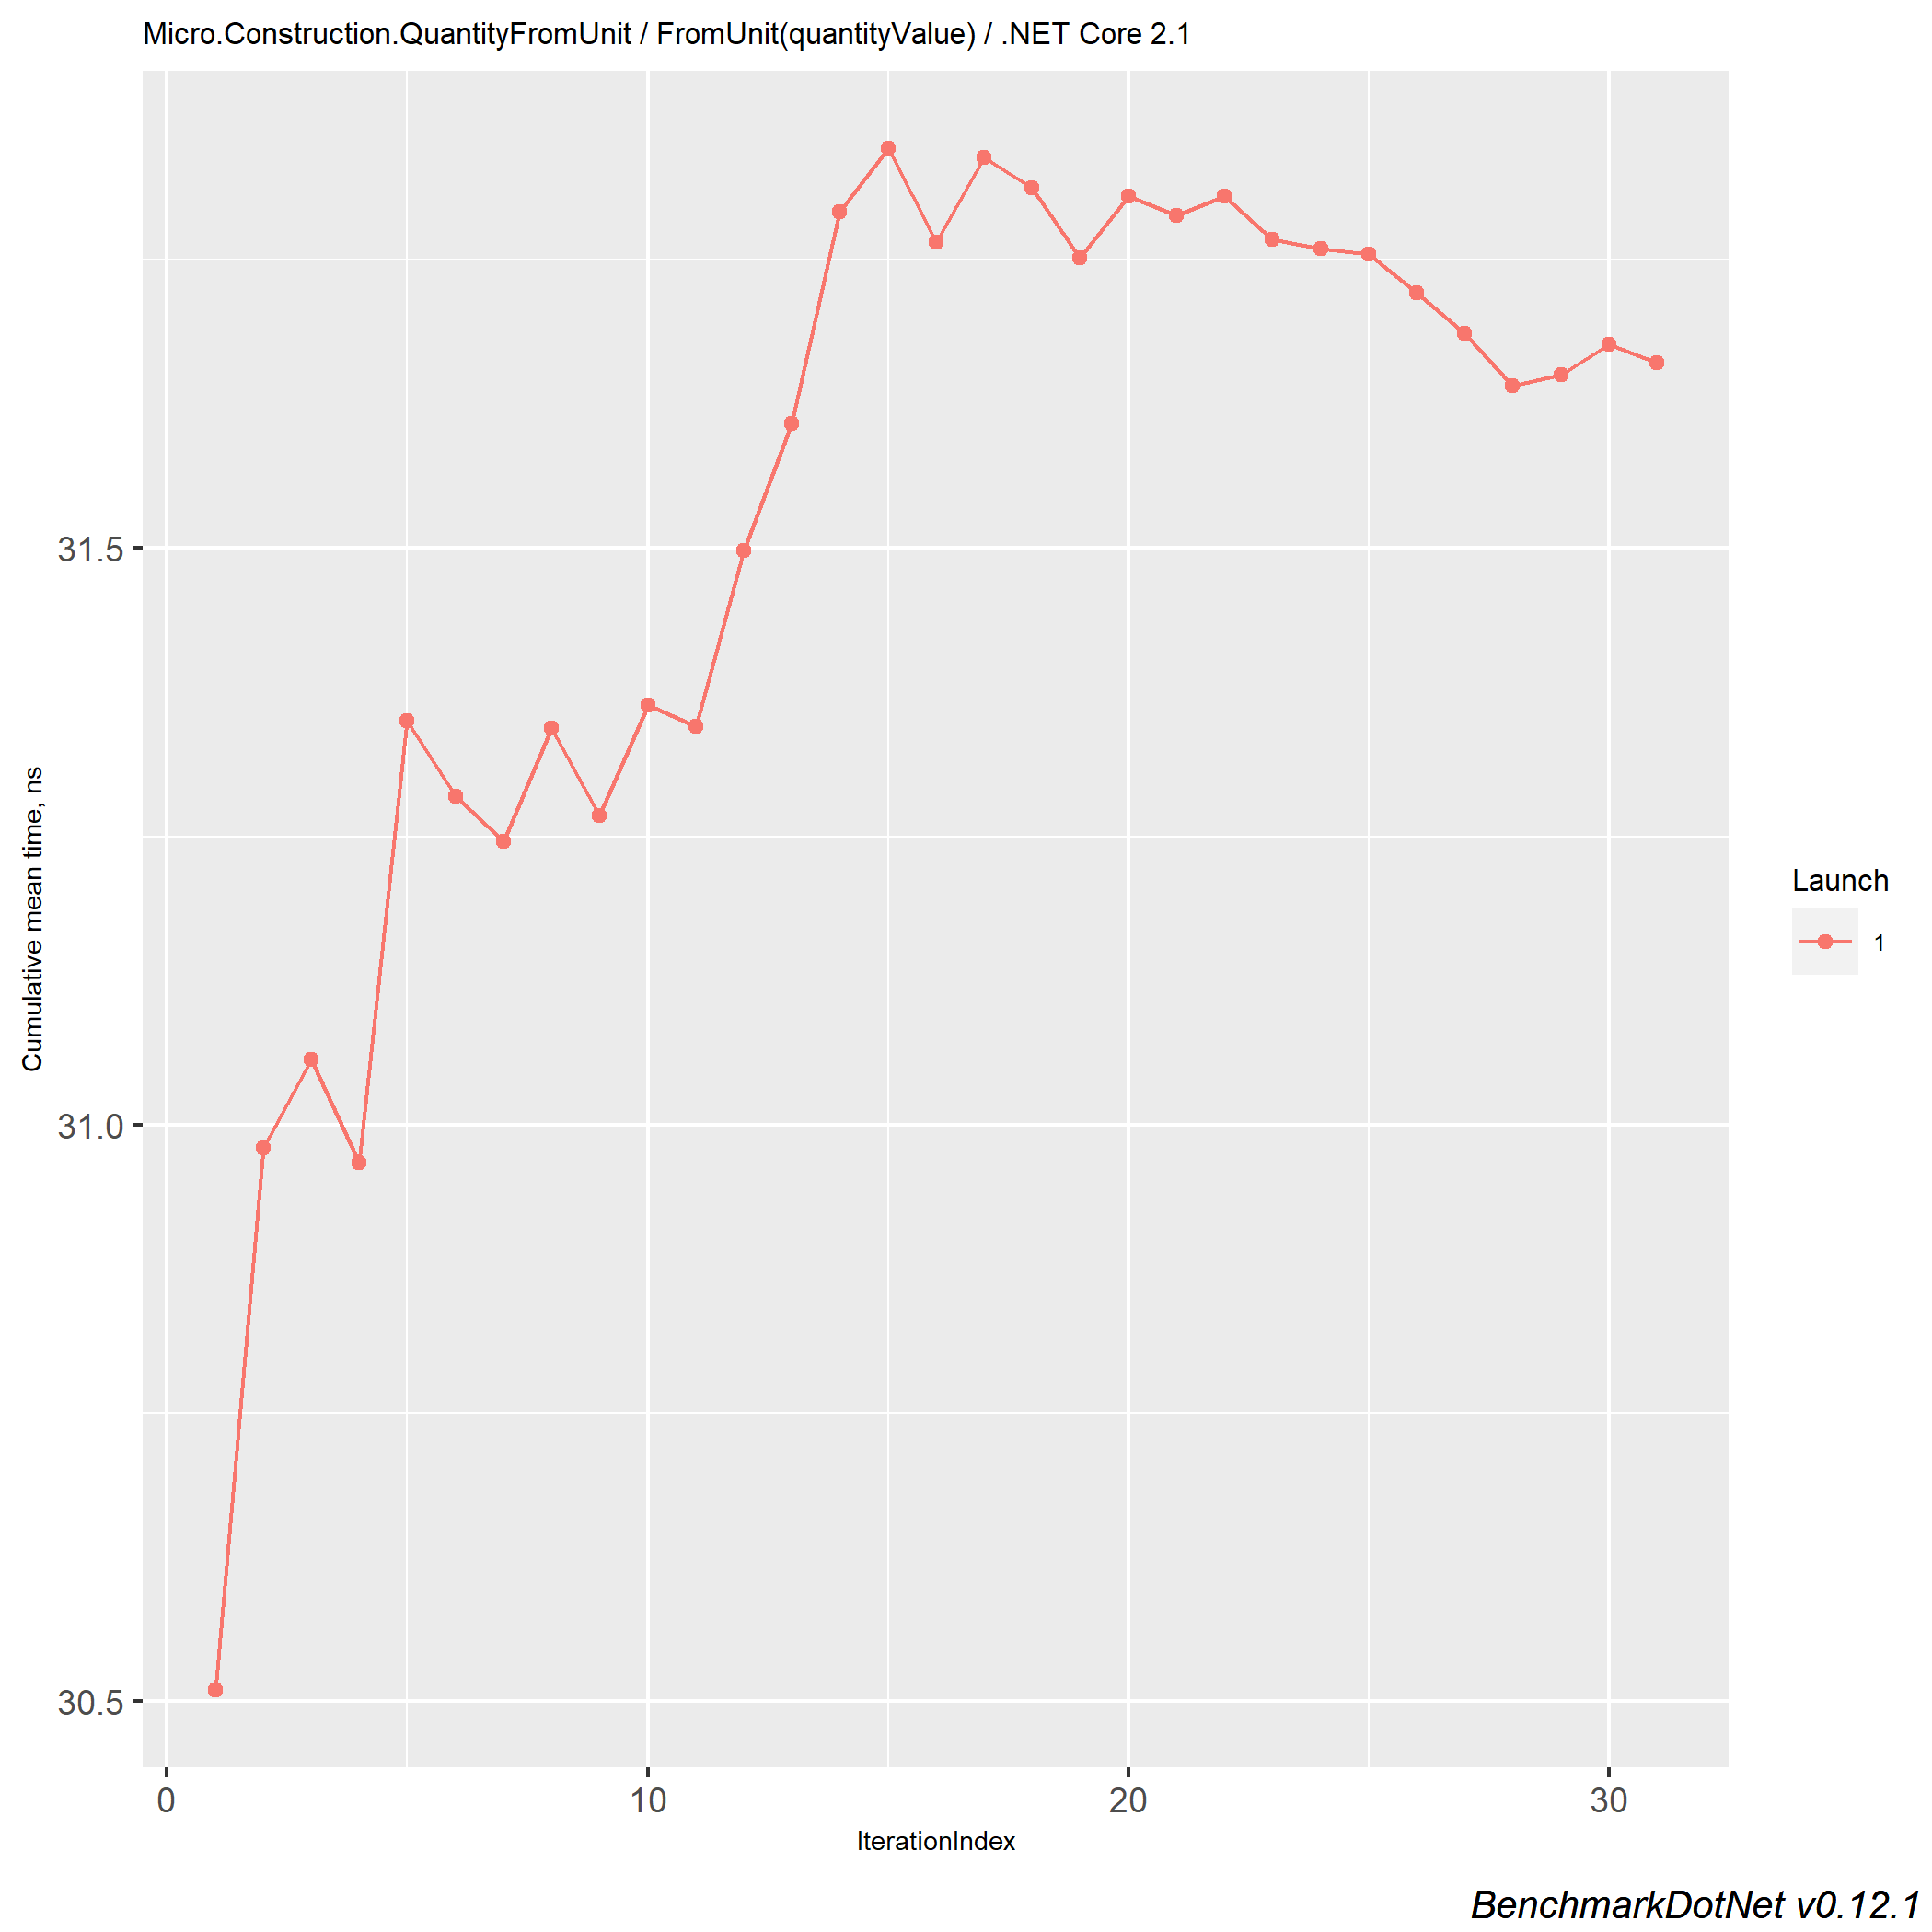 Micro.Construction.QuantityFromUnit / FromUnit(quantityValue) / .NET Core 2.1
Cumulative mean time, ns
31.5
31.0
30.5
0 10 20 30
IterationIndex
Launch
1
BenchmarkDotNet v0.12.1